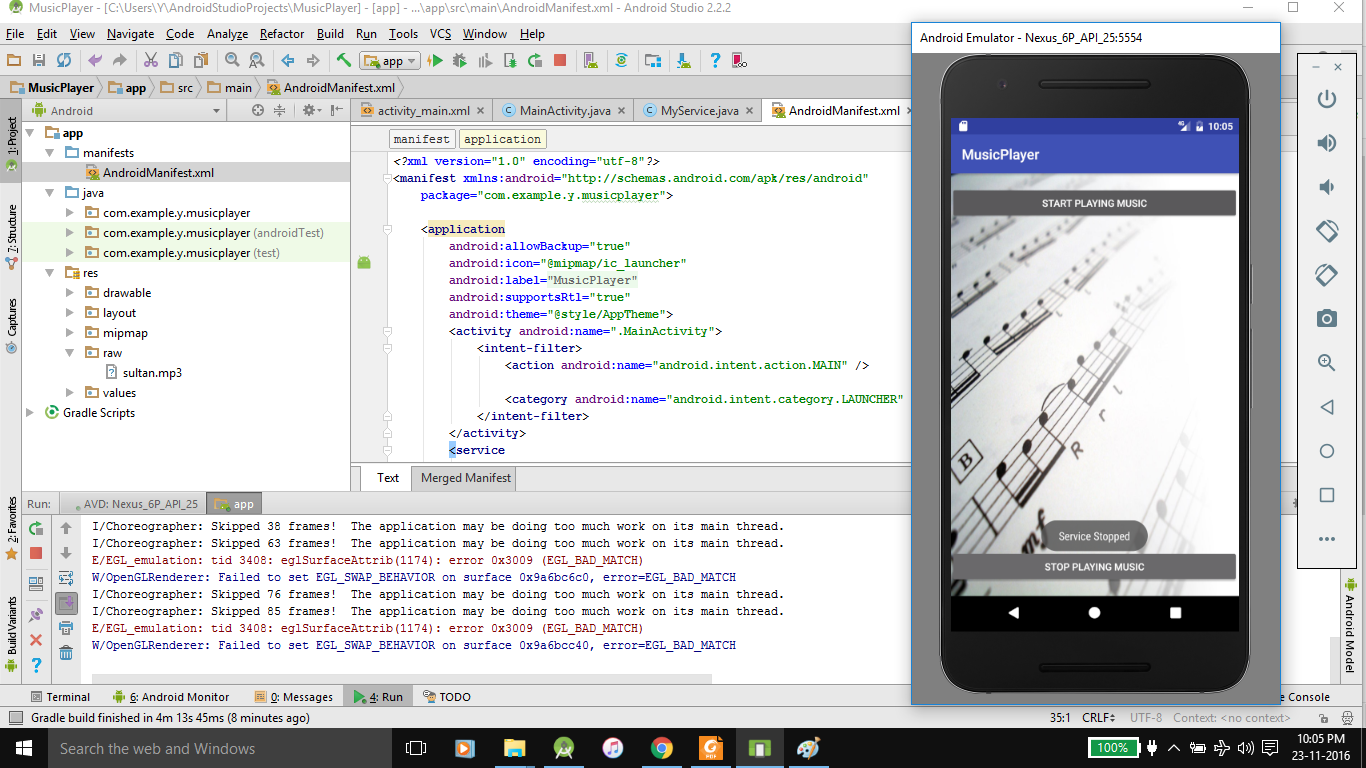 MusicPlayer - [C:\Users\Y\AndroidStudioProjects\MusicPlayer] - [app] - ...\app\src\main\AndroidManifest.xml - Android Studio 2.2.2
File Edit View Navigate Code Analyze Refactor Build Run Tools VCS Window Help
app
MusicPlayer app src main AndroidManifest.xml
Android
activity_main.xml MainActivity.java MyService.java AndroidManifest.xml
1: Project
7: Structure
Captures
2: Favorites
Build Variants
app
manifests
AndroidManifest.xml
java
com.example.y.musicplayer
com.example.y.musicplayer (androidTest)
com.example.y.musicplayer (test)
res
drawable
layout
mipmap
raw
sultan.mp3
values
Gradle Scripts
manifest application
<?xml version="1.0" encoding="utf-8"?>
<manifest xmlns:android="http://schemas.android.com/apk/res/android"
package="com.example.y.musicplayer">
<application
android:allowBackup="true"
android:icon="@mipmap/ic_launcher"
android:label="MusicPlayer"
android:supportsRtl="true"
android:theme="@style/AppTheme">
<activity android:name=".MainActivity">
<intent-filter>
<action android:name="android.intent.action.MAIN" />
<category android:name="android.intent.category.LAUNCHER"
</intent-filter>
</activity>
<service
Text Merged Manifest
Run: AVD: Nexus_6P_API_25 app
I/Choreographer: Skipped 38 frames! The application may be doing too much work on its main thread.
I/Choreographer: Skipped 63 frames! The application may be doing too much work on its main thread.
E/EGL_emulation: tid 3408: eglSurfaceAttrib(1174): error 0x3009 (EGL_BAD_MATCH)
W/OpenGLRenderer: Failed to set EGL_SWAP_BEHAVIOR on surface 0x9a6bc6c0, error=EGL_BAD_MATCH
I/Choreographer: Skipped 76 frames! The application may be doing too much work on its main thread.
I/Choreographer: Skipped 85 frames! The application may be doing too much work on its main thread.
E/EGL_emulation: tid 3408: eglSurfaceAttrib(1174): error 0x3009 (EGL_BAD_MATCH)
W/OpenGLRenderer: Failed to set EGL_SWAP_BEHAVIOR on surface 0x9a6bcc40, error=EGL_BAD_MATCH
Android Emulator - Nexus_6P_API_25:5554
4G 10:05
MusicPlayer
START PLAYING MUSIC
B
R r l
mf
Service Stopped
STOP PLAYING MUSIC
Android Model
Terminal 6: Android Monitor 0: Messages 4: Run TODO
e Console
Gradle build finished in 4m 13s 45ms (8 minutes ago)
35:1 CRLF UTF-8 Context: <no context>
Search the web and Windows
PDF
100%
10:05 PM
23-11-2016